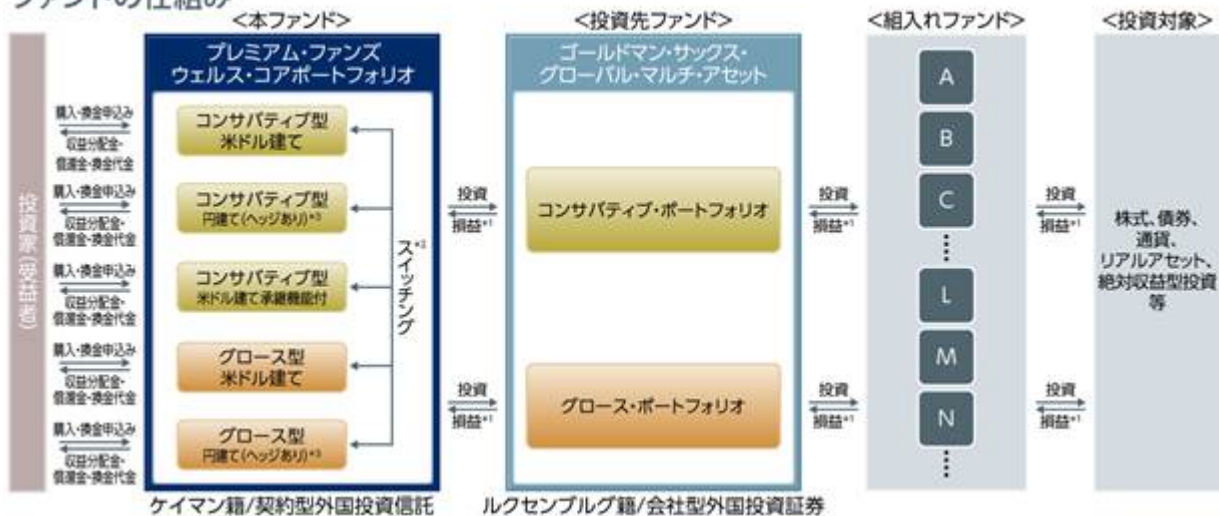 ファンドの仕組み
<本ファンド>
<投資先ファンド>
<組入れファンド>
<投資対象>
投資家(受益者)
購入・換金申込み
収益分配金・
償還金・換金代金
購入・換金申込み
収益分配金・
償還金・換金代金
購入・換金申込み
収益分配金・
償還金・換金代金
購入・換金申込み
収益分配金・
償還金・換金代金
購入・換金申込み
収益分配金・
償還金・換金代金
プレミアム・ファンズ
ウェルス・コアポートフォリオ
コンサバティブ型
米ドル建て
コンサバティブ型
円建て(ヘッジあり)*3
コンサバティブ型
米ドル建て承継機能付
グロース型
米ドル建て
グロース型
円建て(ヘッジあり)*3
スイッチング*2
ケイマン籍/契約型外国投資信託
投資
損益*1
投資
損益*1
ゴールドマン・サックス・
グローバル・マルチ・アセット
コンサバティブ・ポートフォリオ
グロース・ポートフォリオ
ルクセンブルグ籍/会社型外国投資証券
投資
損益*1
投資
損益*1
A
B
C
L
M
N
投資
損益*1
投資
損益*1
株式、債券、
通貨、
リアルアセット、
絶対収益型投資
等